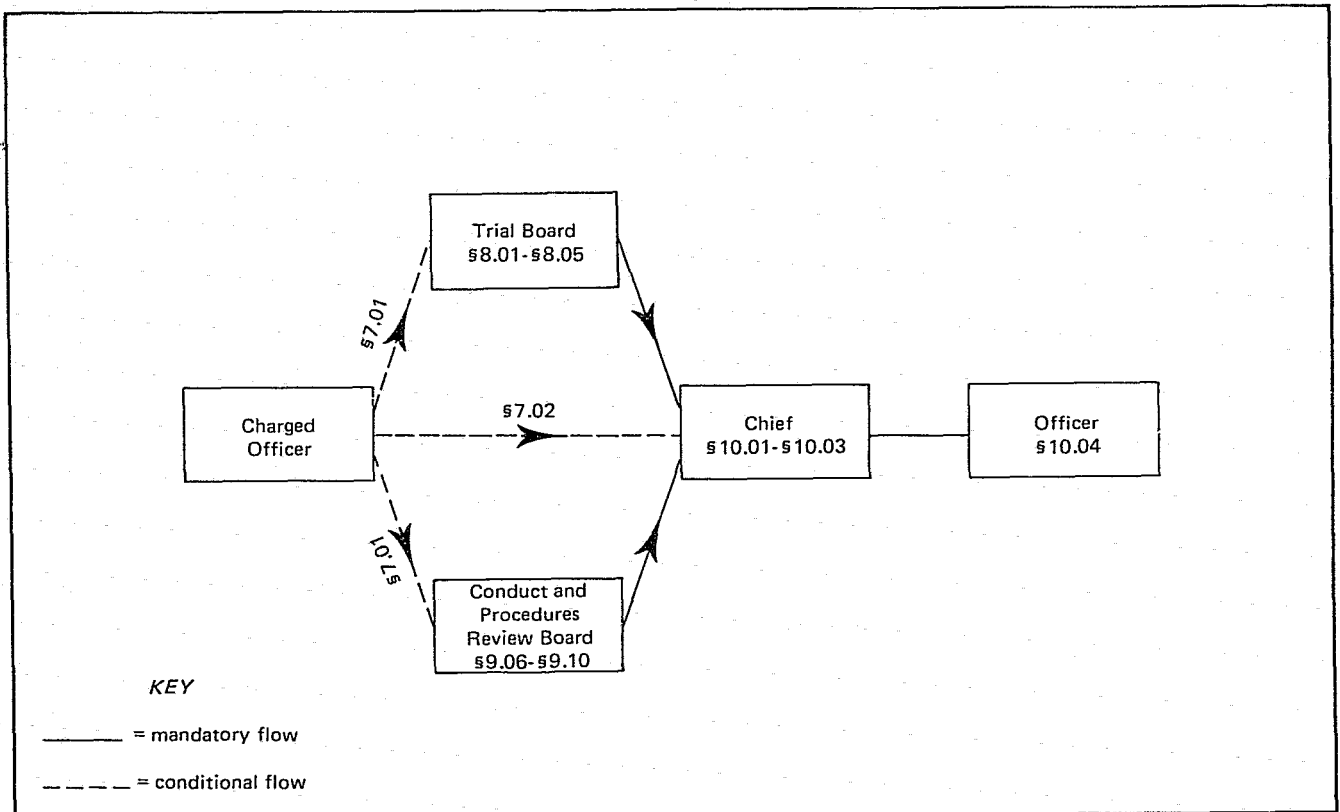 Trial Board
§8.01-§8.05
§7.01
§7.02
Charged
Officer
Chief
§10.01-§10.03
Officer
§10.04
§7.01
Conduct and
Procedures
Review Board
§9.06-§9.10
KEY
= mandatory flow
= conditional flow